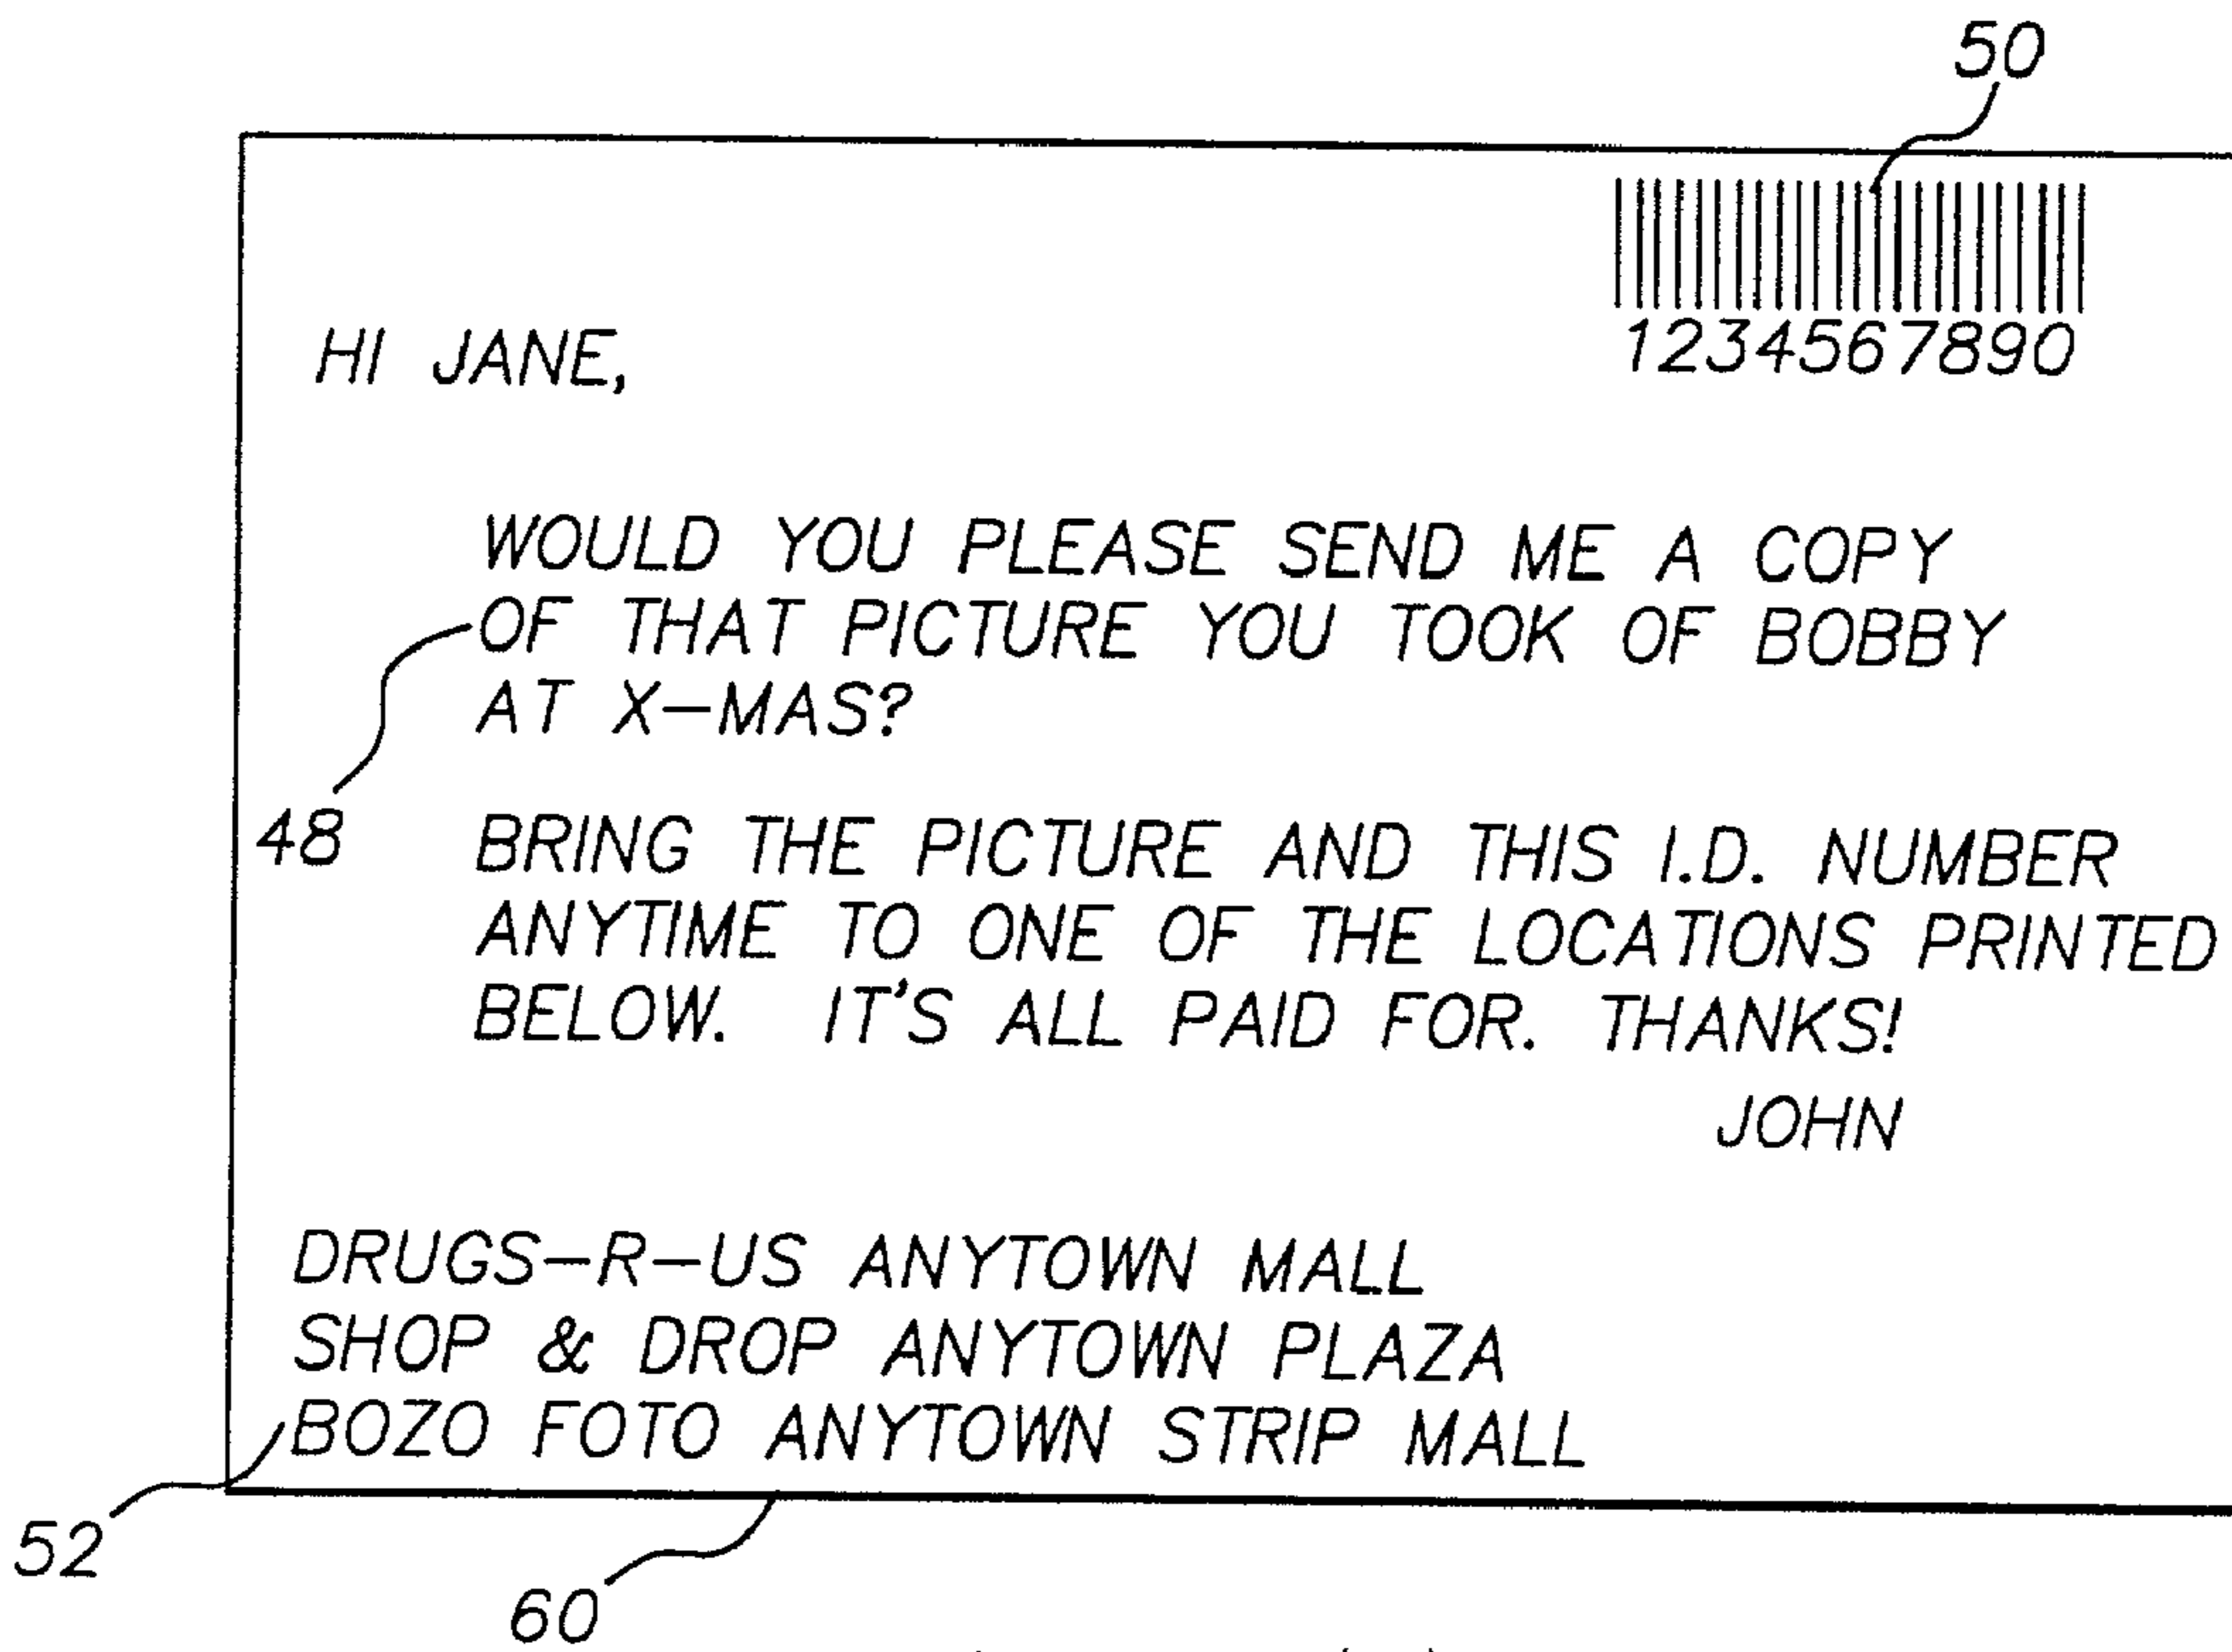 50
1234567890
HI JANE,
WOULD YOU PLEASE SEND ME A COPY
OF THAT PICTURE YOU TOOK OF BOBBY
AT X-MAS?
48
BRING THE PICTURE AND THIS I.D. NUMBER
ANYTIME TO ONE OF THE LOCATIONS PRINTED
BELOW. IT'S ALL PAID FOR. THANKS!
JOHN
DRUGS-R-US ANYTOWN MALL
SHOP & DROP ANYTOWN PLAZA
BOZO FOTO ANYTOWN STRIP MALL
52
60